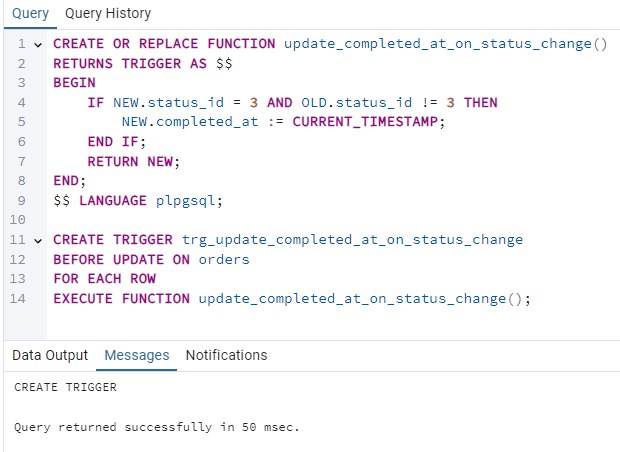 Query Query History
1 CREATE OR REPLACE FUNCTION update_completed_at_on_status_change()
2 RETURNS TRIGGER AS $$
3 BEGIN
4     IF NEW.status_id = 3 AND OLD.status_id != 3 THEN
5         NEW.completed_at := CURRENT_TIMESTAMP;
6     END IF;
7     RETURN NEW;
8 END;
9 $$ LANGUAGE plpgsql;
10
11 CREATE TRIGGER trg_update_completed_at_on_status_change
12 BEFORE UPDATE ON orders
13 FOR EACH ROW
14 EXECUTE FUNCTION update_completed_at_on_status_change();
Data Output Messages Notifications
CREATE TRIGGER
Query returned successfully in 50 msec.